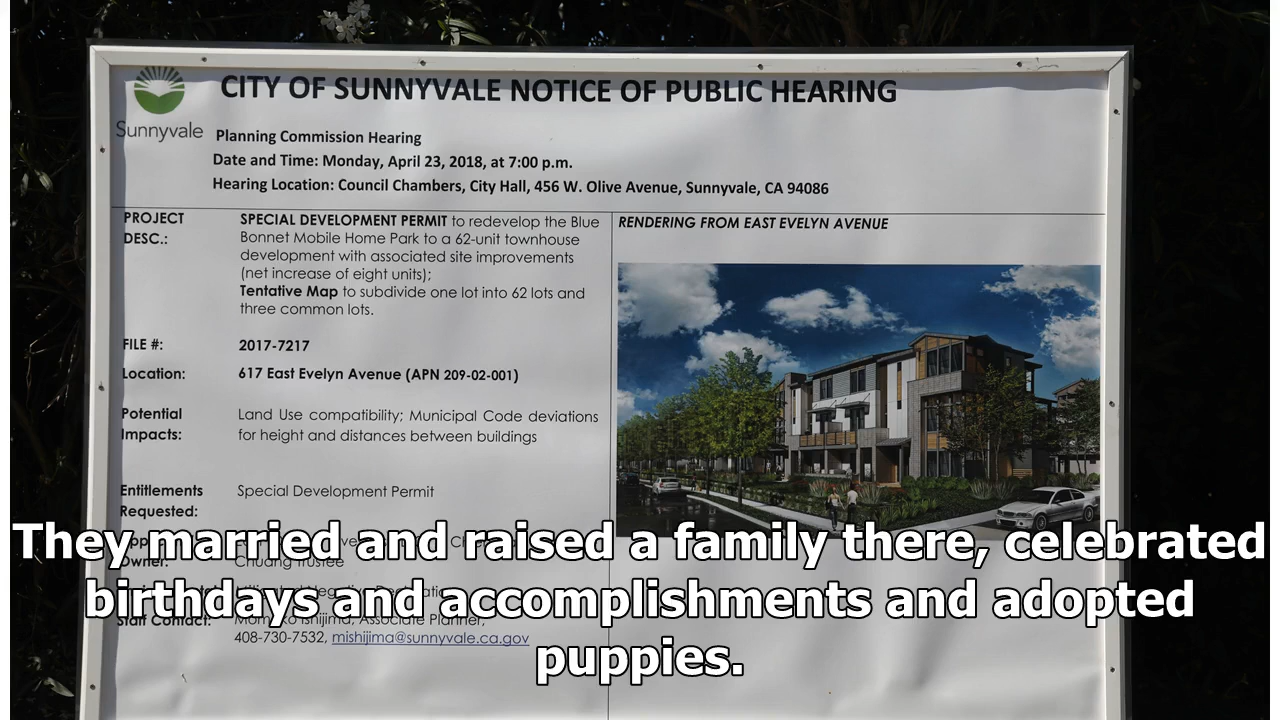 CITY OF SUNNYVALE NOTICE OF PUBLIC HEARING
Sunnyvale
Planning Commission Hearing
Date and Time: Monday, April 23, 2018, at 7:00 p.m.
Hearing Location: Council Chambers, City Hall, 456 W. Olive Avenue, Sunnyvale, CA 94086
PROJECT DESC.:
SPECIAL DEVELOPMENT PERMIT to redevelop the Blue
Bonnet Mobile Home Park to a 62-unit townhouse
development with associated site improvements
(net increase of eight units);
Tentative Map to subdivide one lot into 62 lots and
three common lots.
RENDERING FROM EAST EVELYN AVENUE
FILE #: 2017-7217
Location: 617 East Evelyn Avenue (APN 209-02-001)
Potential Land Use compatibility; Municipal Code deviations
Impacts: for height and distances between buildings
Entitlements Special Development Permit
Requested:
Owner: Chuang Trustee
Staff Contact: Associate Planner,
408-730-7532, mishijima@sunnyvale.ca.gov
They married and raised a family there, celebrated
birthdays and accomplishments and adopted
puppies.